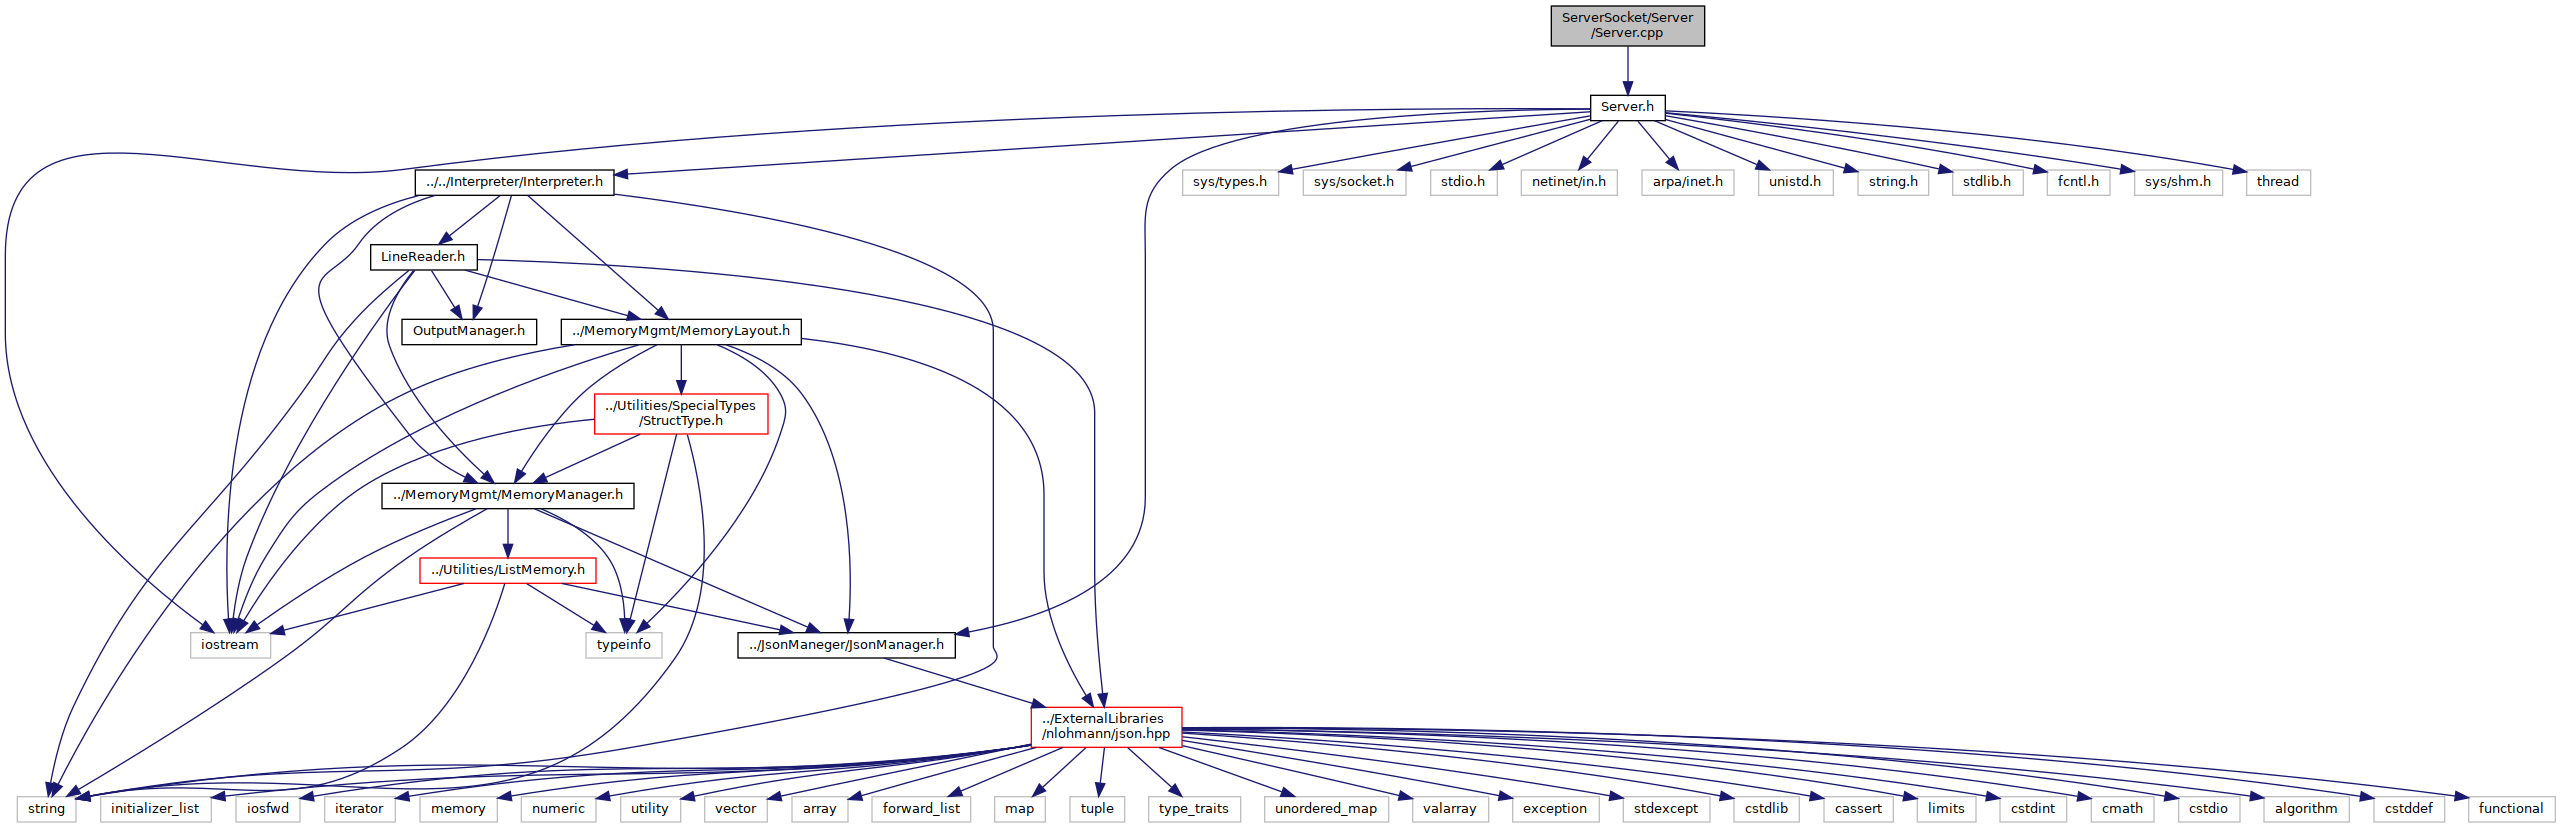 ServerSocket/Server
/Server.cpp
Server.h
../../Interpreter/Interpreter.h
sys/types.h
sys/socket.h
stdio.h
netinet/in.h
arpa/inet.h
unistd.h
string.h
stdlib.h
fcntl.h
sys/shm.h
thread
LineReader.h
OutputManager.h
../MemoryMgmt/MemoryLayout.h
../Utilities/SpecialTypes
/StructType.h
../MemoryMgmt/MemoryManager.h
../Utilities/ListMemory.h
iostream
typeinfo
../JsonManeger/JsonManager.h
../ExternalLibraries
/nlohmann/json.hpp
string
initializer_list
iosfwd
iterator
memory
numeric
utility
vector
array
forward_list
map
tuple
type_traits
unordered_map
valarray
exception
stdexcept
cstdlib
cassert
limits
cstdint
cmath
cstdio
algorithm
cstddef
functional